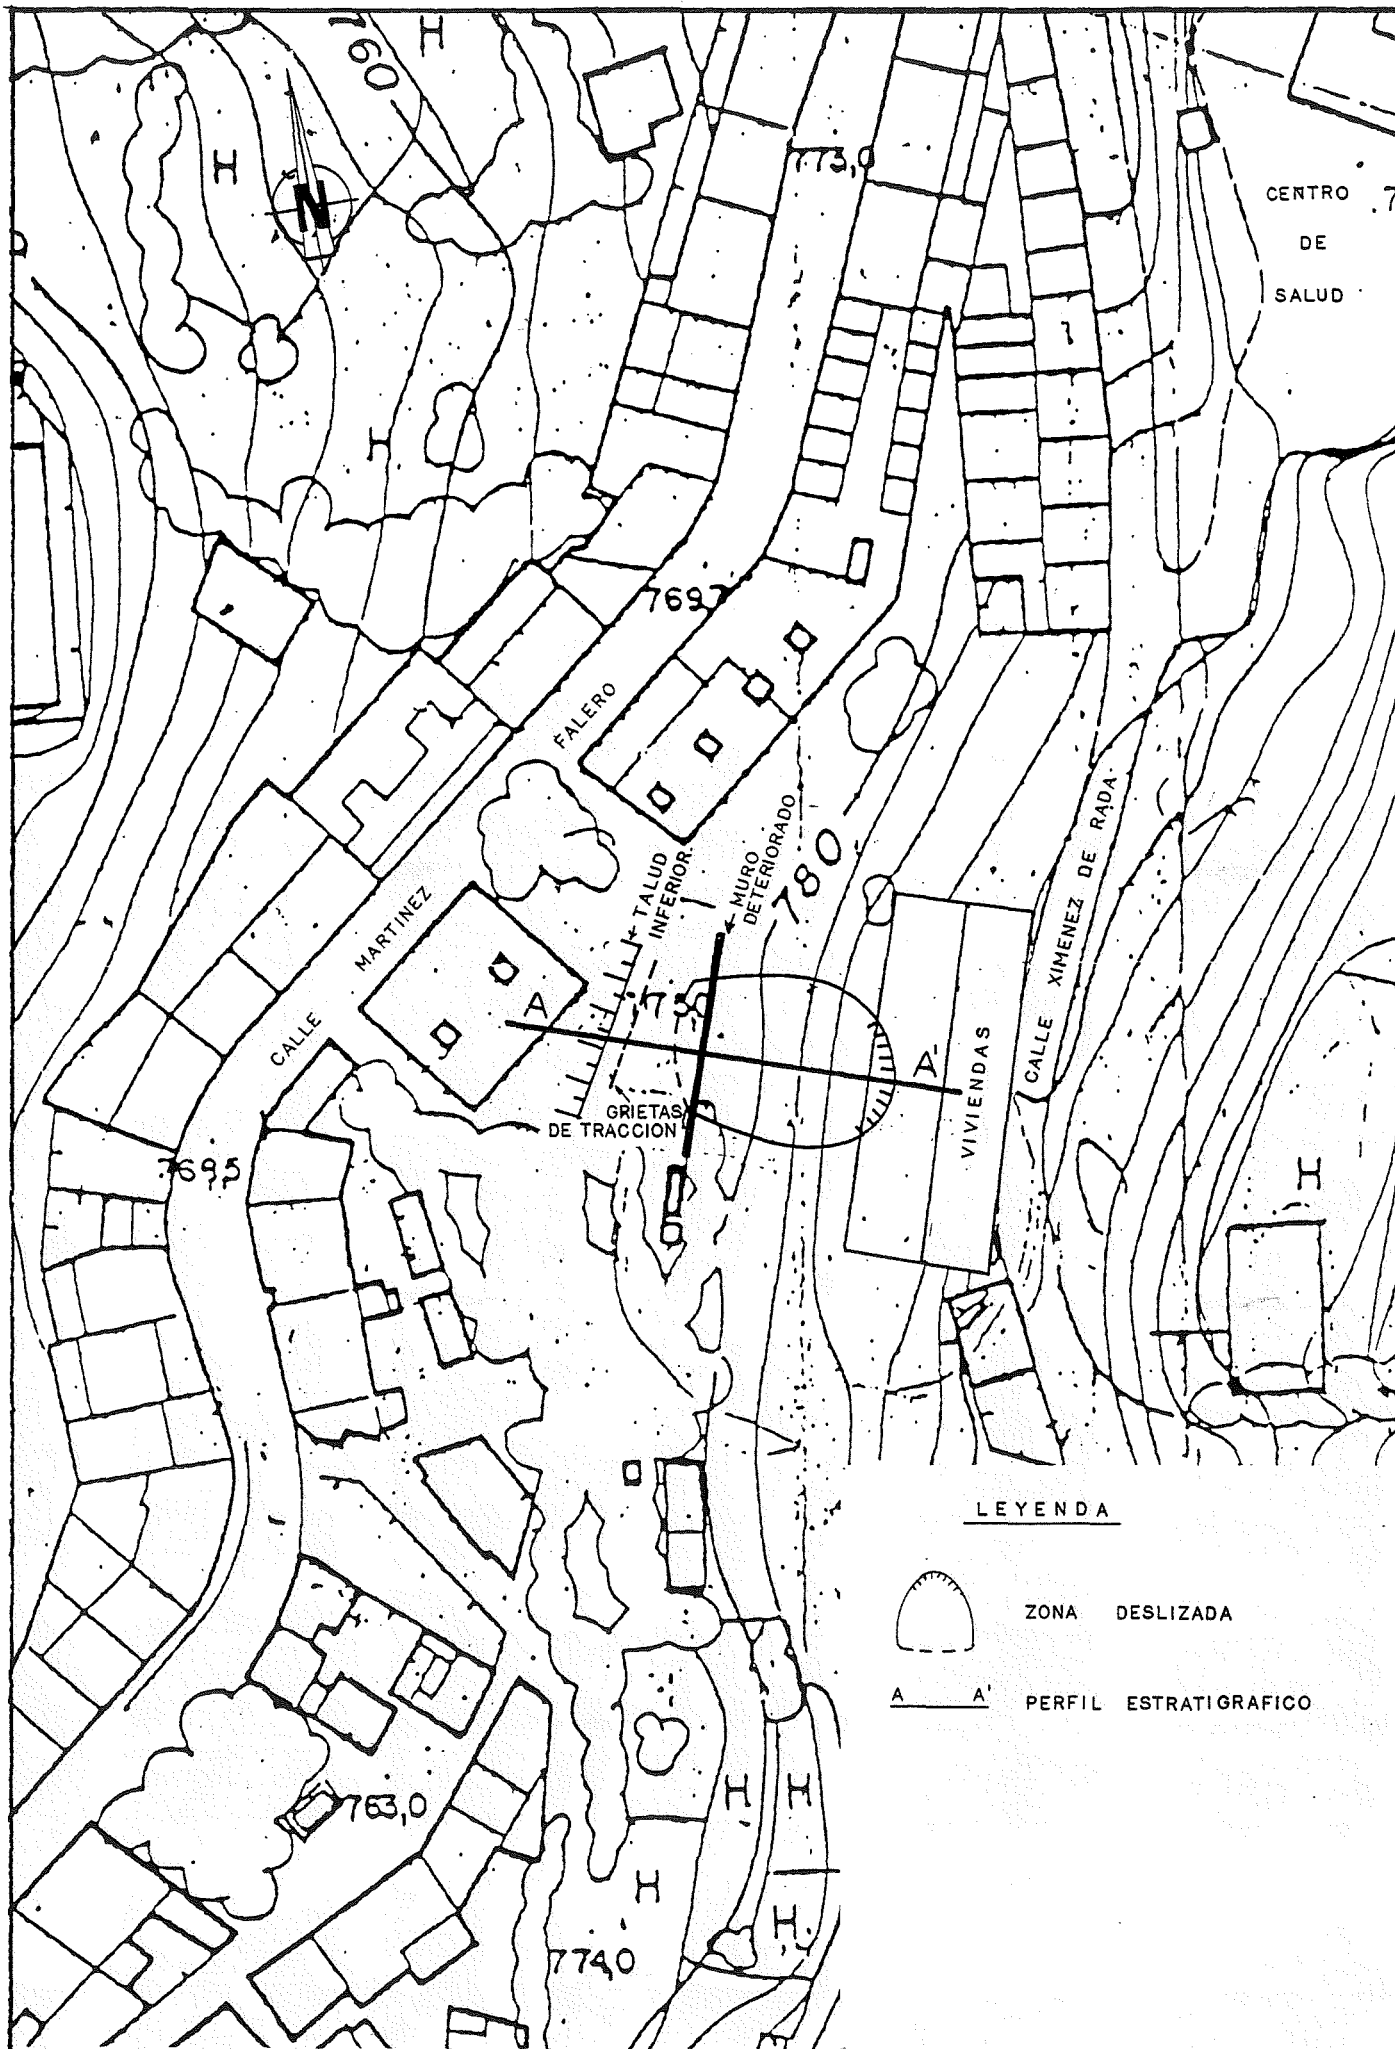 760
H
H
N
773,0
CENTRO
DE
SALUD
H
769,7
FALERO
MARTINEZ
CALLE
TALUD
INFERIOR
MURO
DETERIORADO
780
CALLE XIMENEZ DE RADA
A
A'
VIVIENDAS
GRIETAS
DE TRACCION
769,5
H
LEYENDA
ZONA DESLIZADA
A A' PERFIL ESTRATIGRAFICO
763,0
H
H
H
H
774,0